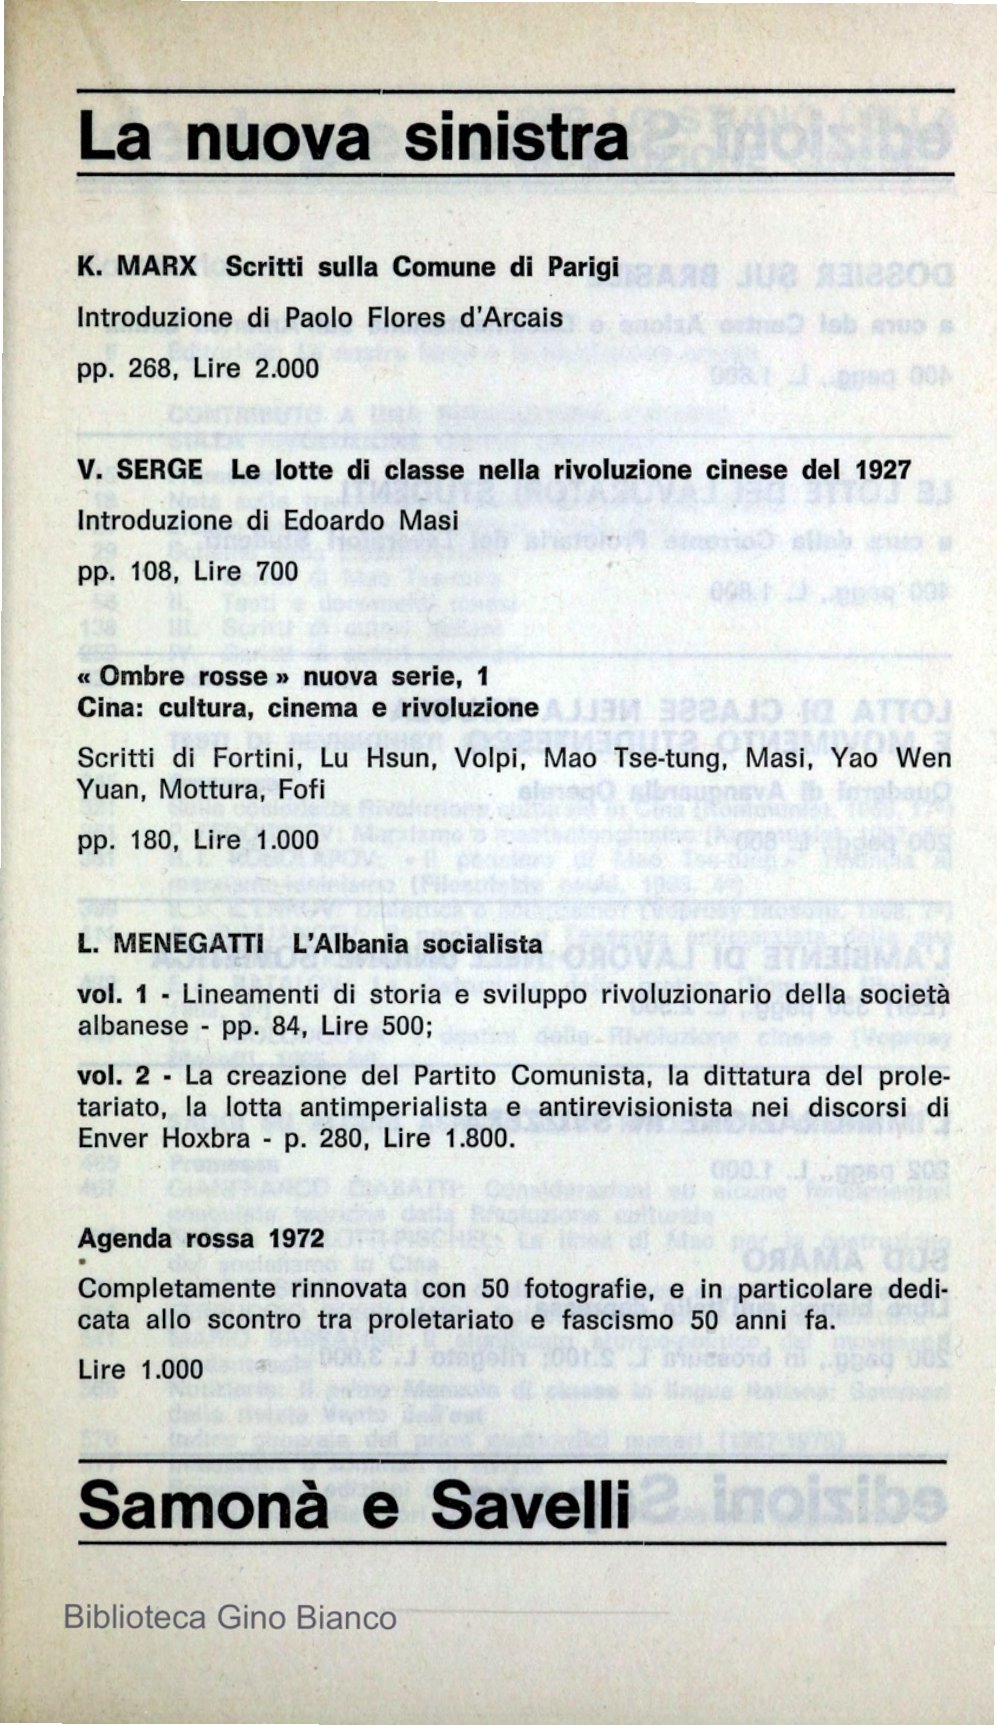 La nuova sinistra
K. MARX Scritti sulla Comune di Parigi
Introduzione di Paolo Flores d'Arcais
pp. 268, Lire 2.000
V. SERGE Le lotte di classe nella rivoluzione cinese del 1927
Introduzione di Edoardo Masi
pp. 108, Lire 700
« Ombre rosse » nuova serie, 1
Cina: cultura, cinema e rivoluzione
Scritti di Fortini, Lu Hsun, Volpi, Mao Tse-tung, Masi, Yao Wen
Yuan, Mottura, Fofi
pp. 180, Lire 1.000
L. MENEGATTI L'Albania socialista
vol. 1 - Lineamenti di storia e sviluppo rivoluzionario della società
albanese - pp. 84, Lire 500;
vol. 2 - La creazione del Partito Comunista, la dittatura del prole-
tariato, la lotta antimperialista e antirevisionista nei discorsi di
Enver Hoxbra - p. 280, Lire 1.800.
Agenda rossa 1972
Completamente rinnovata con 50 fotografie, e in particolare dedi-
cata allo scontro tra proletariato e fascismo 50 anni fa.
Lire 1.000
Samonà e Savelli
Biblioteca Gino Bianco